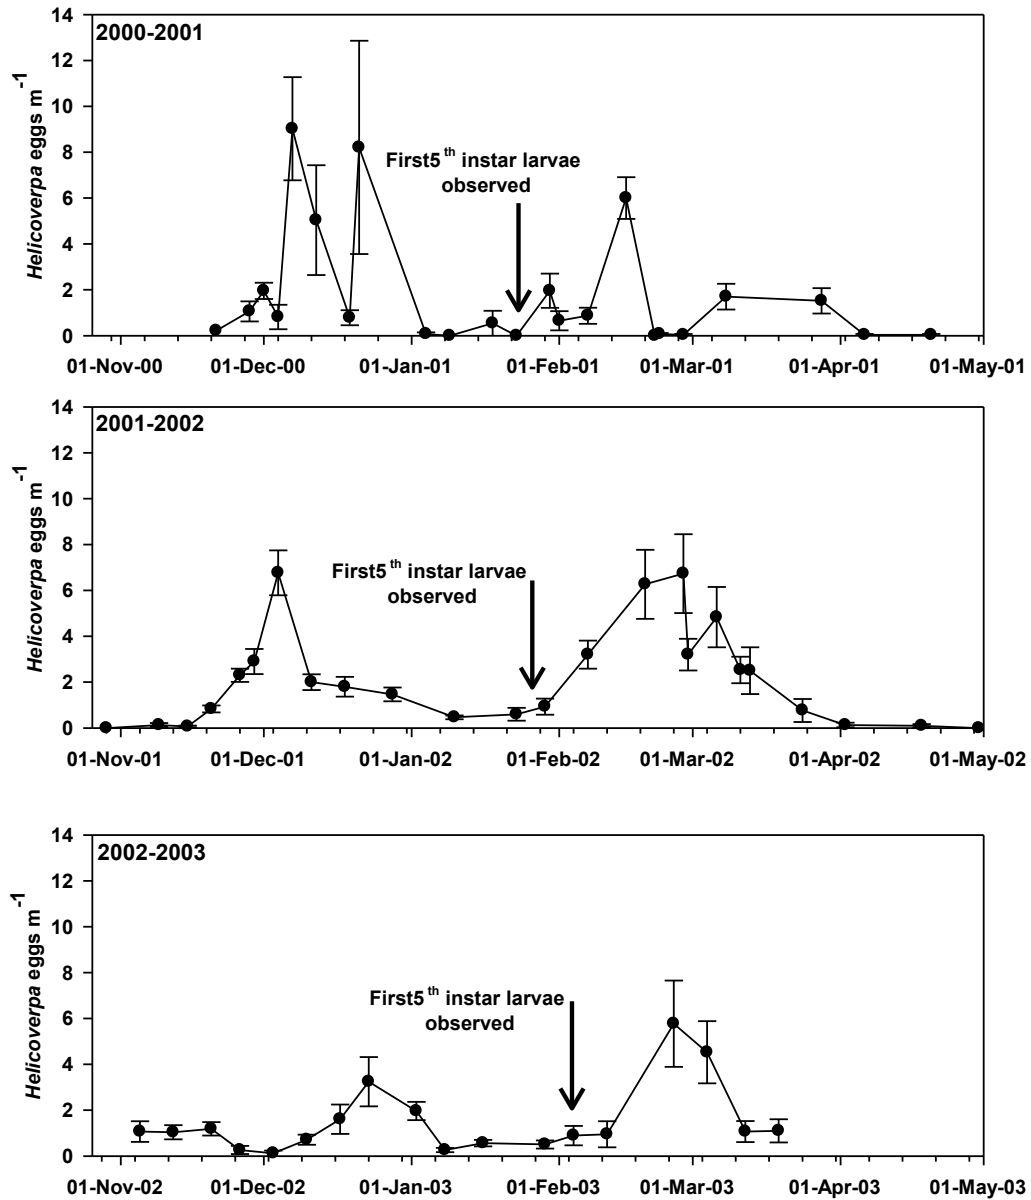 2000-2001
14
12
10
8
6
4
2
0
Helicoverpa eggs m-1
First5th instar larvae
observed
01-Nov-00 01-Dec-00 01-Jan-01 01-Feb-01 01-Mar-01 01-Apr-01 01-May-01
2001-2002
14
12
10
8
6
4
2
0
Helicoverpa eggs m-1
First5th instar larvae
observed
01-Nov-01 01-Dec-01 01-Jan-02 01-Feb-02 01-Mar-02 01-Apr-02 01-May-02
2002-2003
14
12
10
8
6
4
2
0
Helicoverpa eggs m-1
First5th instar larvae
observed
01-Nov-02 01-Dec-02 01-Jan-03 01-Feb-03 01-Mar-03 01-Apr-03 01-May-03